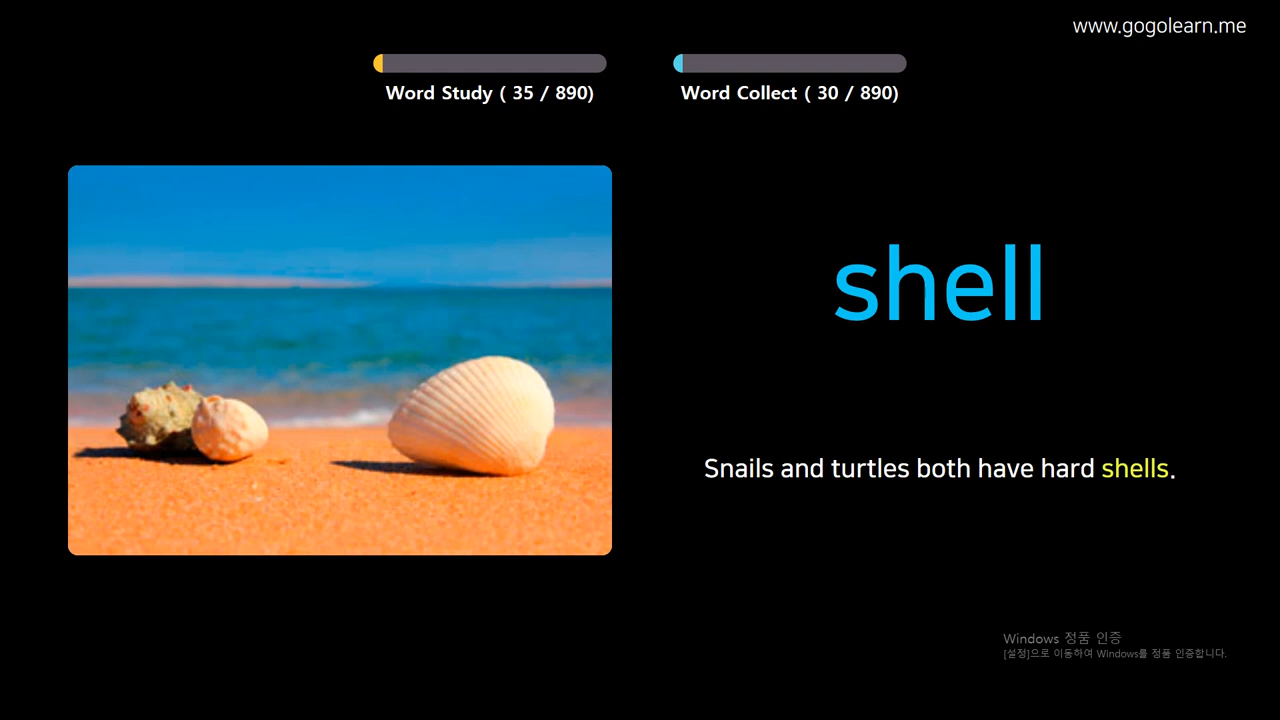 www.gogolearn.me
Word Study ( 35 / 890)
Word Collect ( 30 / 890)
shell
Snails and turtles both have hard shells.
Windows 정품 인증
[설정]으로 이동하여 Windows를 정품 인증합니다.